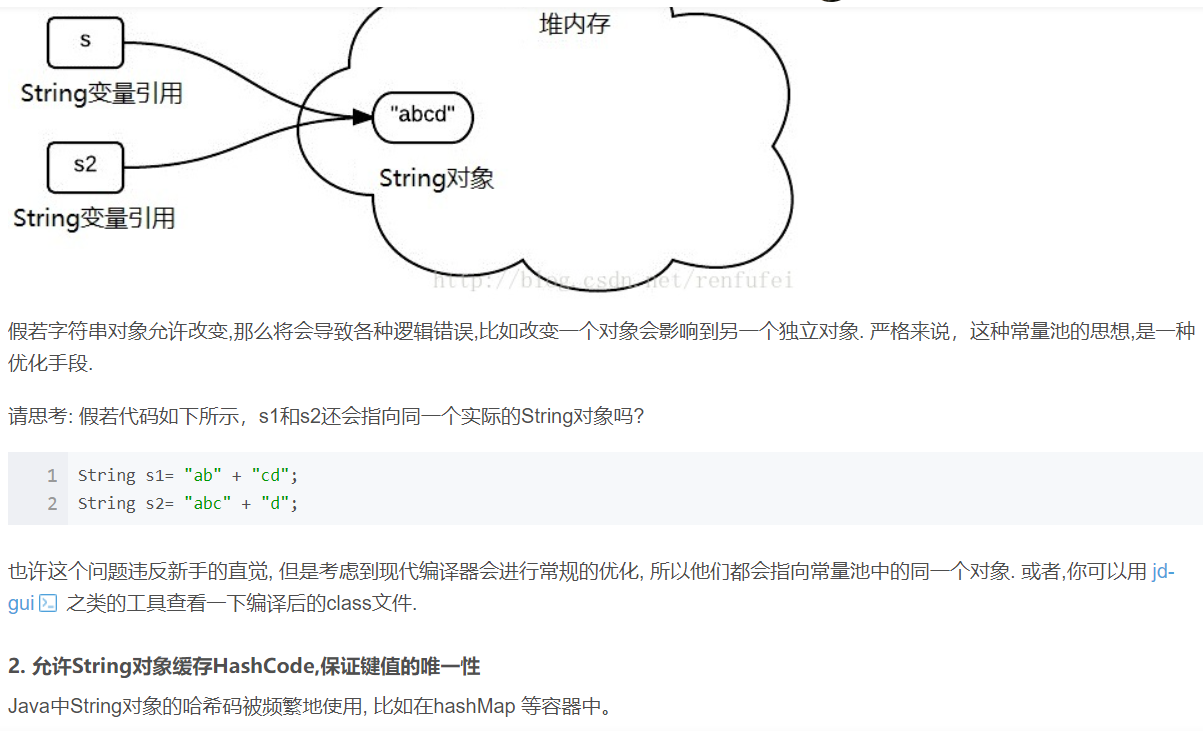 堆内存
s
String变量引用
"abcd"
String对象
s2
String变量引用
http://blog.csdn.net/renfufei
假若字符串对象允许改变,那么将会导致各种逻辑错误,比如改变一个对象会影响到另一个独立对象. 严格来说，这种常量池的思想,是一种
优化手段.
请思考: 假若代码如下所示，s1和s2还会指向同一个实际的String对象吗?
1 String s1= "ab" + "cd";
2 String s2= "abc" + "d";
也许这个问题违反新手的直觉, 但是考虑到现代编译器会进行常规的优化, 所以他们都会指向常量池中的同一个对象. 或者,你可以用 jd-
gui 之类的工具查看一下编译后的class文件.
2. 允许String对象缓存HashCode,保证键值的唯一性
Java中String对象的哈希码被频繁地使用, 比如在hashMap 等容器中。